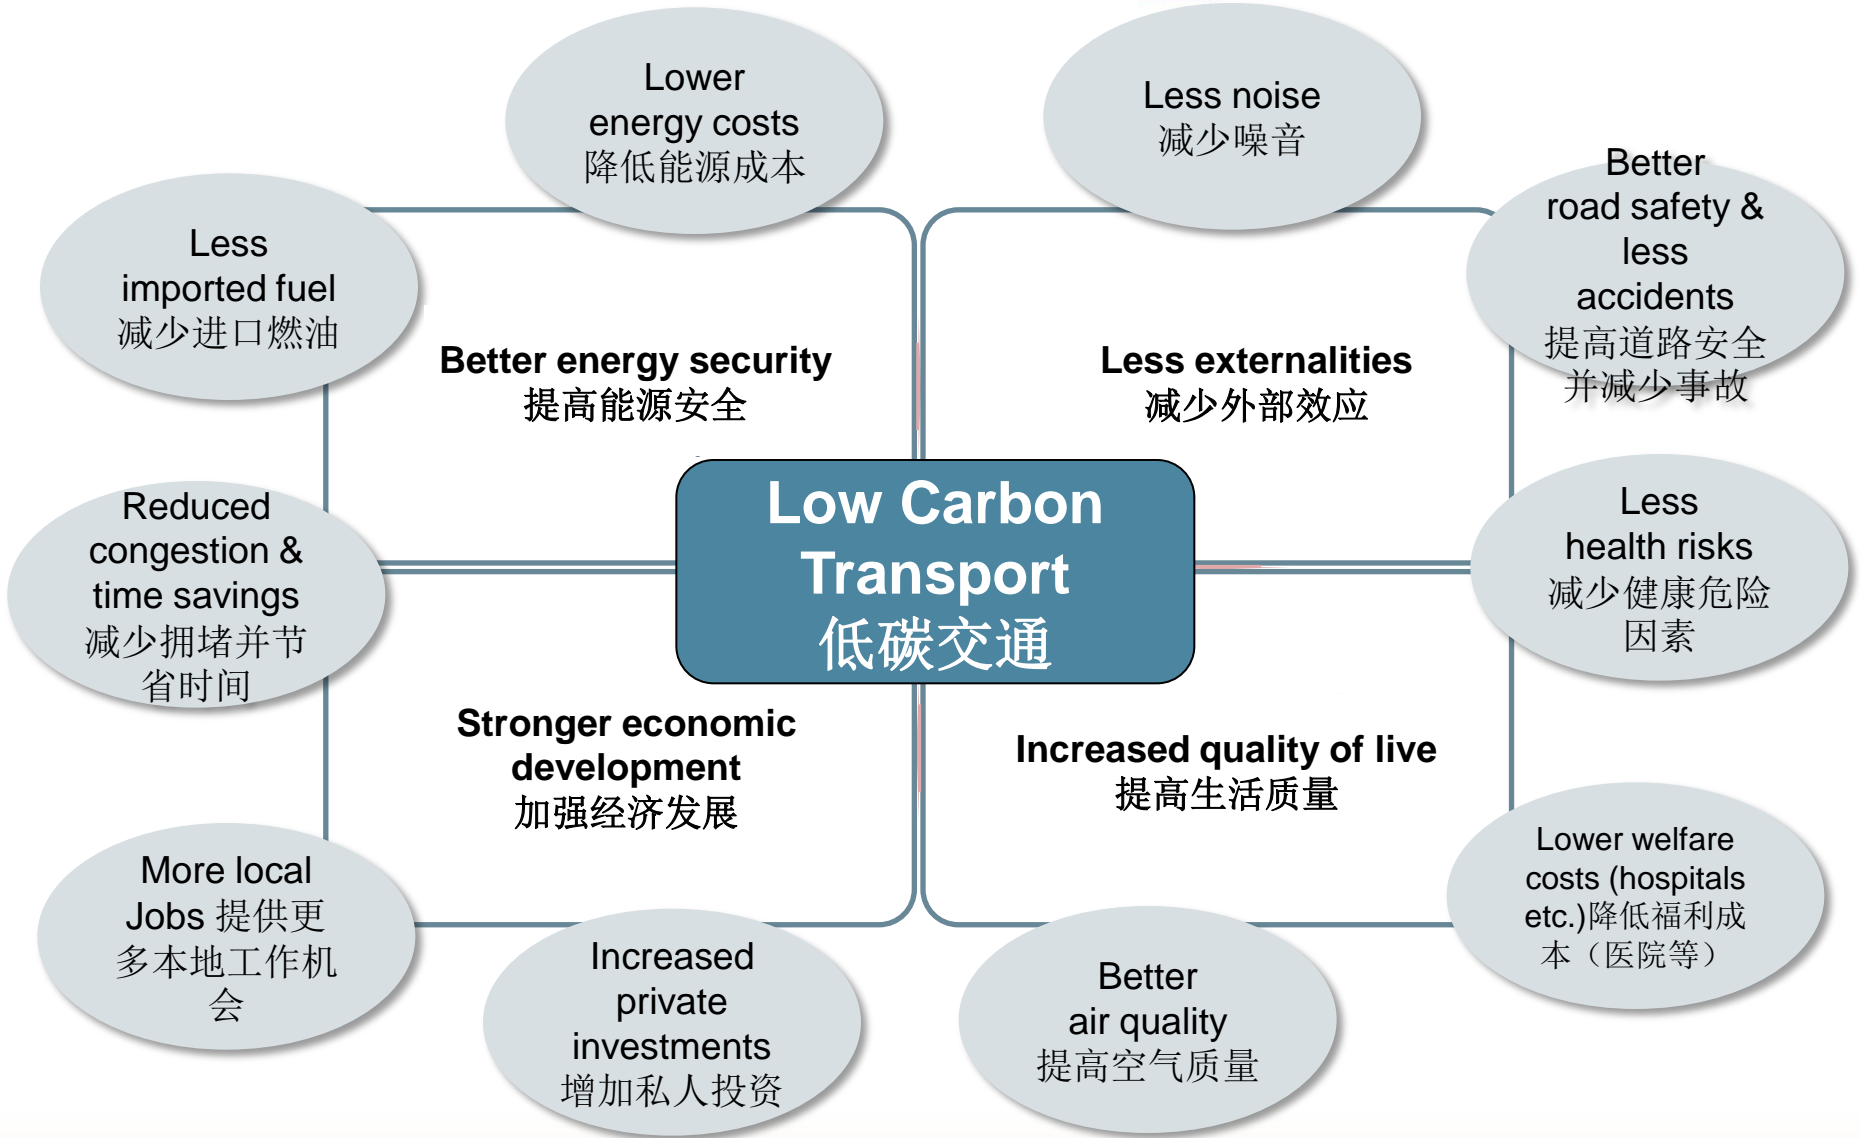 Lower
energy costs
降低能源成本
Less noise
减少噪音
Better
road safety &
less
accidents
提高道路安全
并减少事故
Less
imported fuel
减少进口燃油
Better energy security
提高能源安全
Less externalities
减少外部效应
Low Carbon
Transport
低碳交通
Reduced
congestion &
time savings
减少拥堵并节
省时间
Less
health risks
减少健康危险
因素
Stronger economic
development
加强经济发展
Increased quality of live
提高生活质量
More local
Jobs 提供更
多本地工作机
会
Increased
private
investments
增加私人投资
Better
air quality
提高空气质量
Lower welfare
costs (hospitals
etc.)降低福利成
本（医院等）